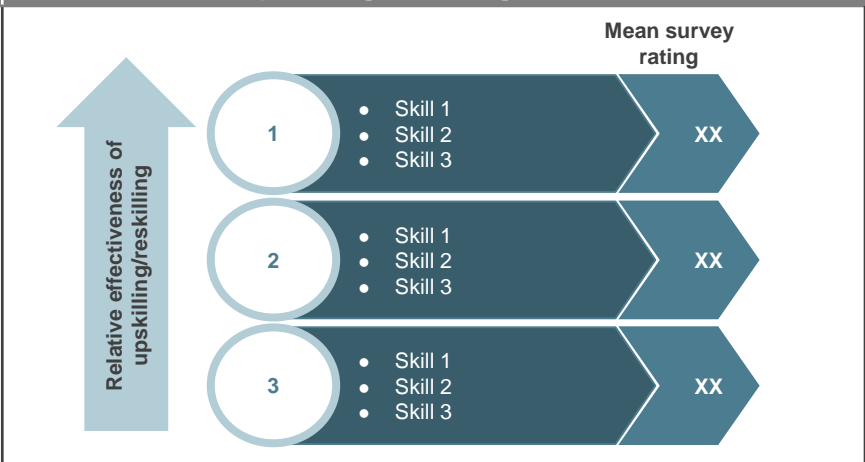 Mean survey
rating
Relative effectiveness of
upskilling/reskilling
1
● Skill 1
● Skill 2
● Skill 3
XX
2
● Skill 1
● Skill 2
● Skill 3
XX
3
● Skill 1
● Skill 2
● Skill 3
XX